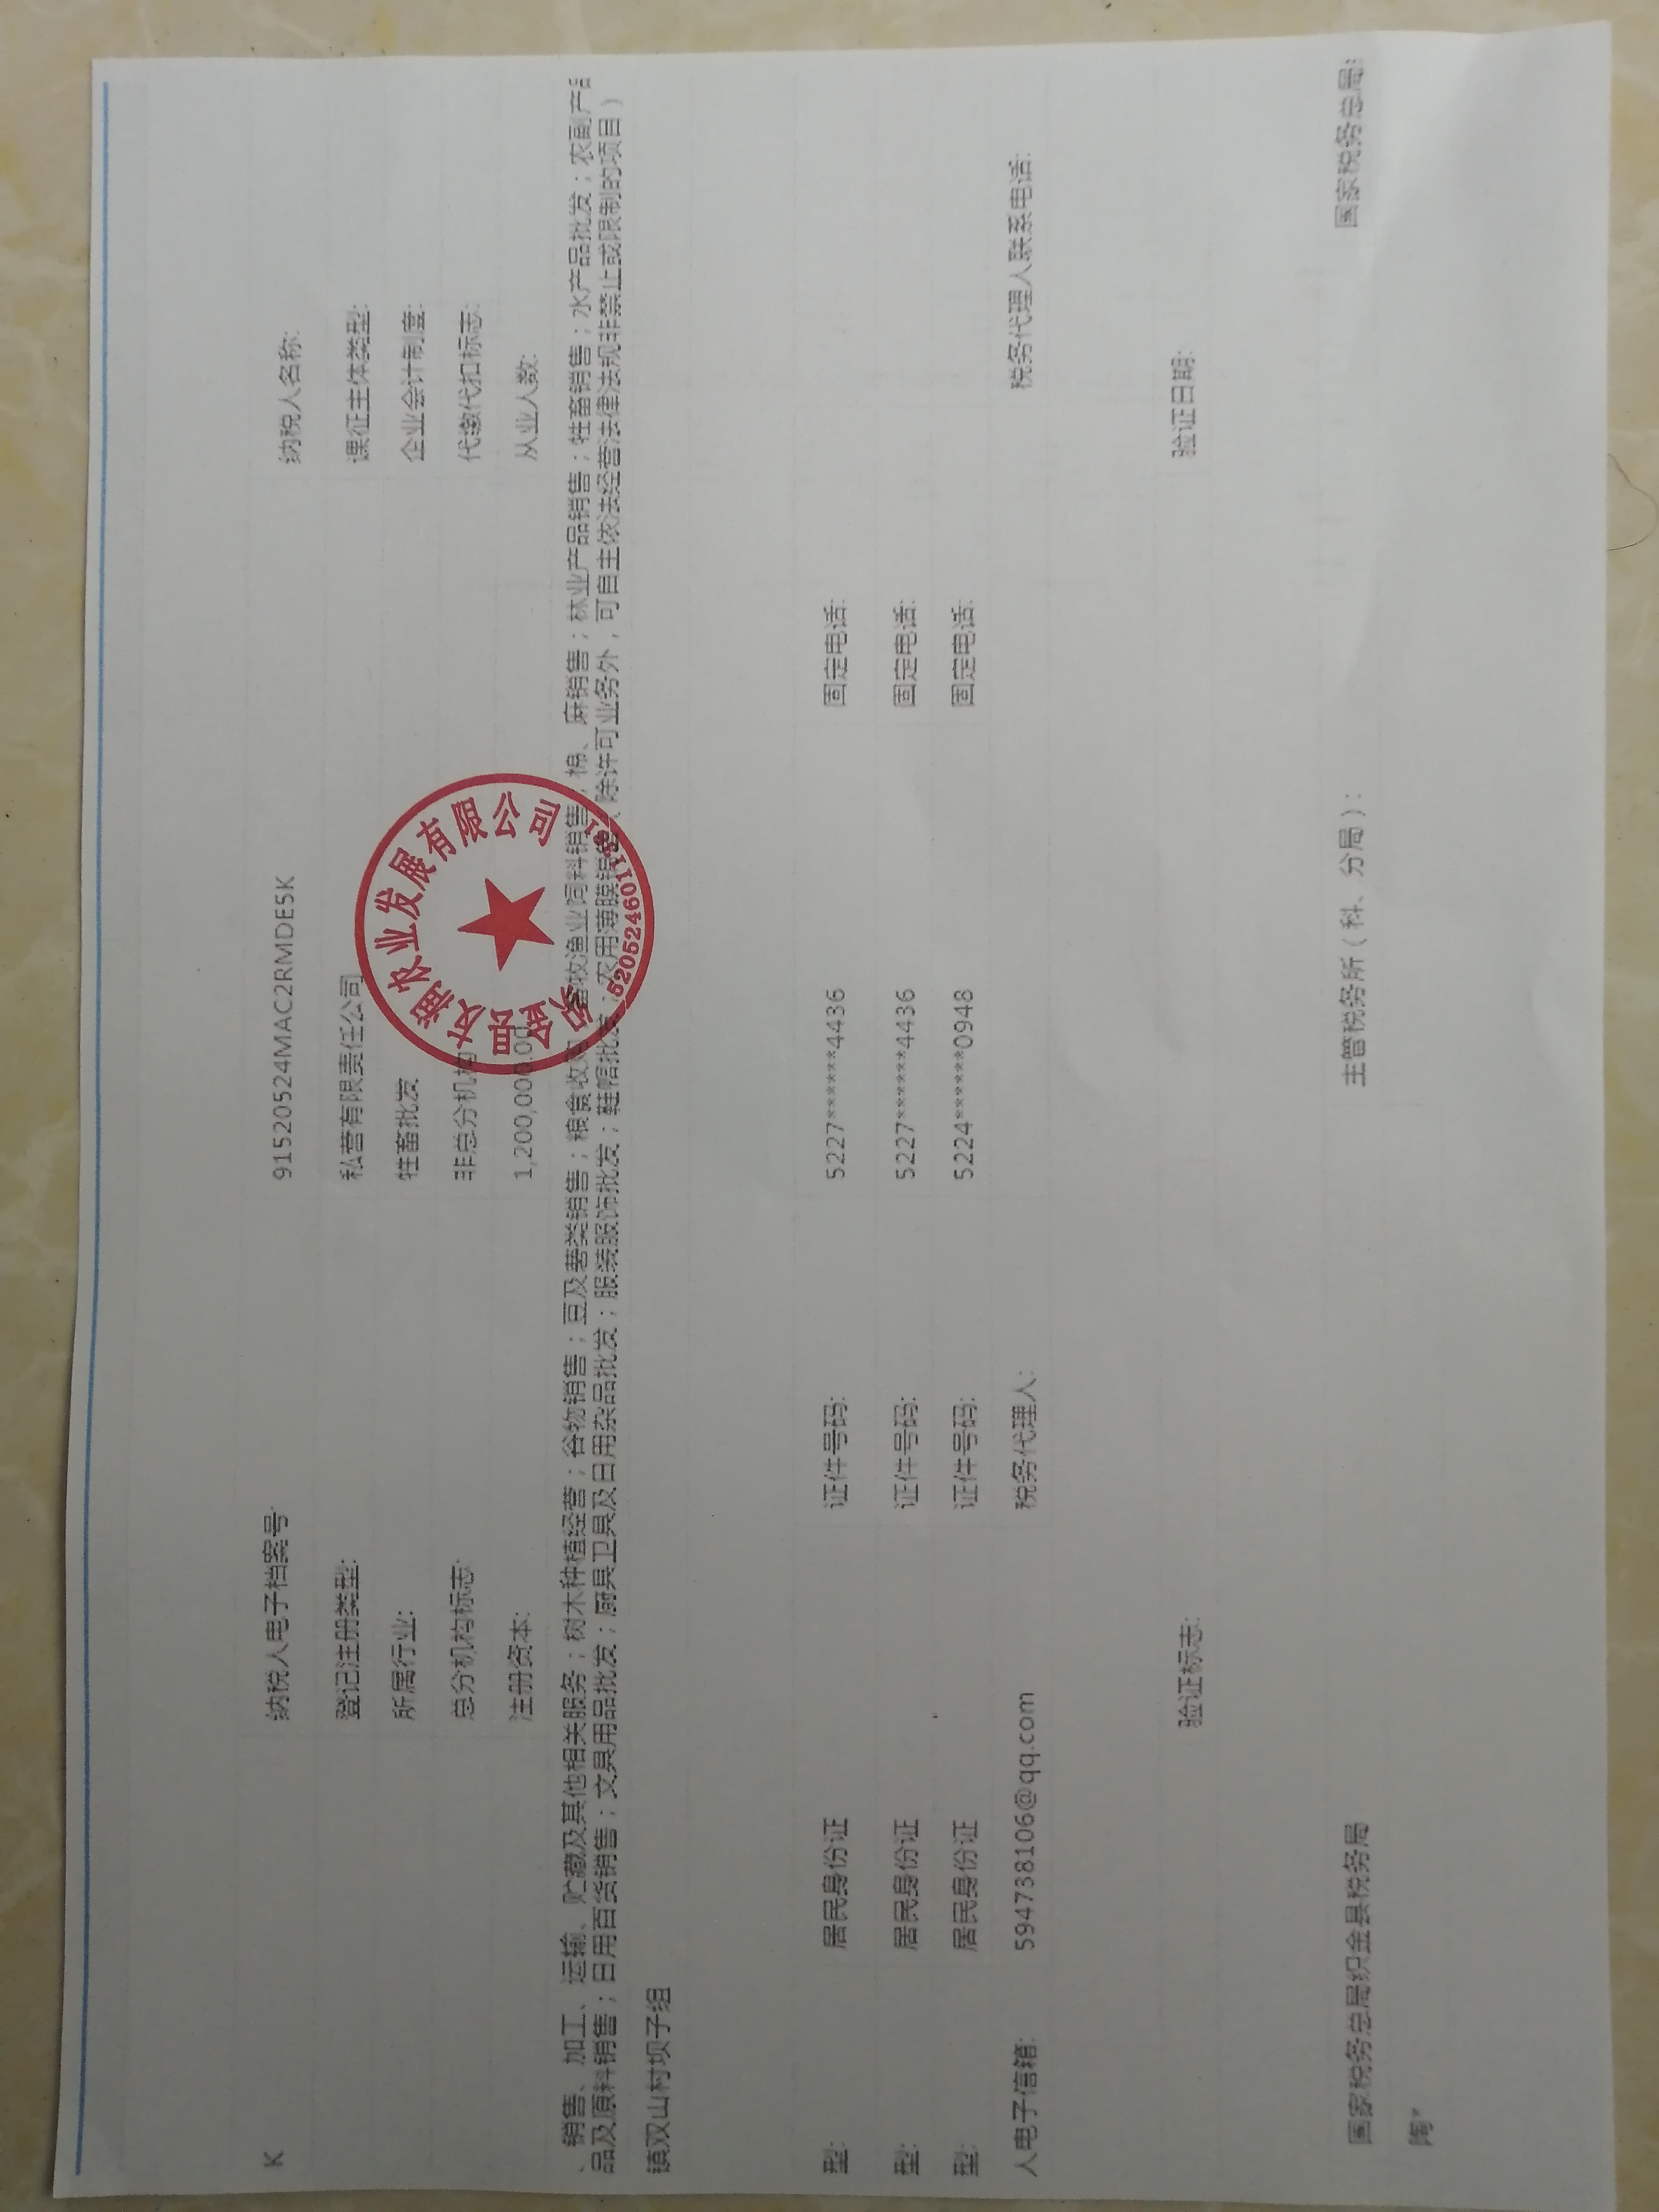 K 纳税人电子档案号: 91520524MAC2RMDE5K 纳税人名称:
登记注册类型: 私营有限责任公司 课征主体类型:
所属行业: 牲畜批发 企业会计制度:
总分机构标志: 非总分机构 代缴代扣标志:
注册资本: 1,200,000.00 从业人数:
、销售、加工、运输、贮藏及其他相关服务；树木种植经营；谷物销售；豆及薯类销售；粮食收购；畜牧渔业饲料销售；棉、麻销售；林业产品销售；牲畜销售；水产品批发；农副产品
品及原料销售；日用百货销售；文具用品批发；厨具卫具及日用杂品批发；服装服饰批发；鞋帽批发；农用薄膜销售（除许可业务外，可自主依法经营法律法规非禁止或限制的项目）
镇双山村坝子组
型: 居民身份证 证件号码: 5227*******4436 固定电话:
型: 居民身份证 证件号码: 5227*******4436 固定电话:
型: 居民身份证 证件号码: 5224*******0948 固定电话:
人电子信箱: 594738106@qq.com 税务代理人: 税务代理人联系电话:
验证标志: 验证日期:
国家税务总局织金县税务局 主管税务所（科、分局）: 国家税务总局:
陶*
织金县友润农业发展有限公司